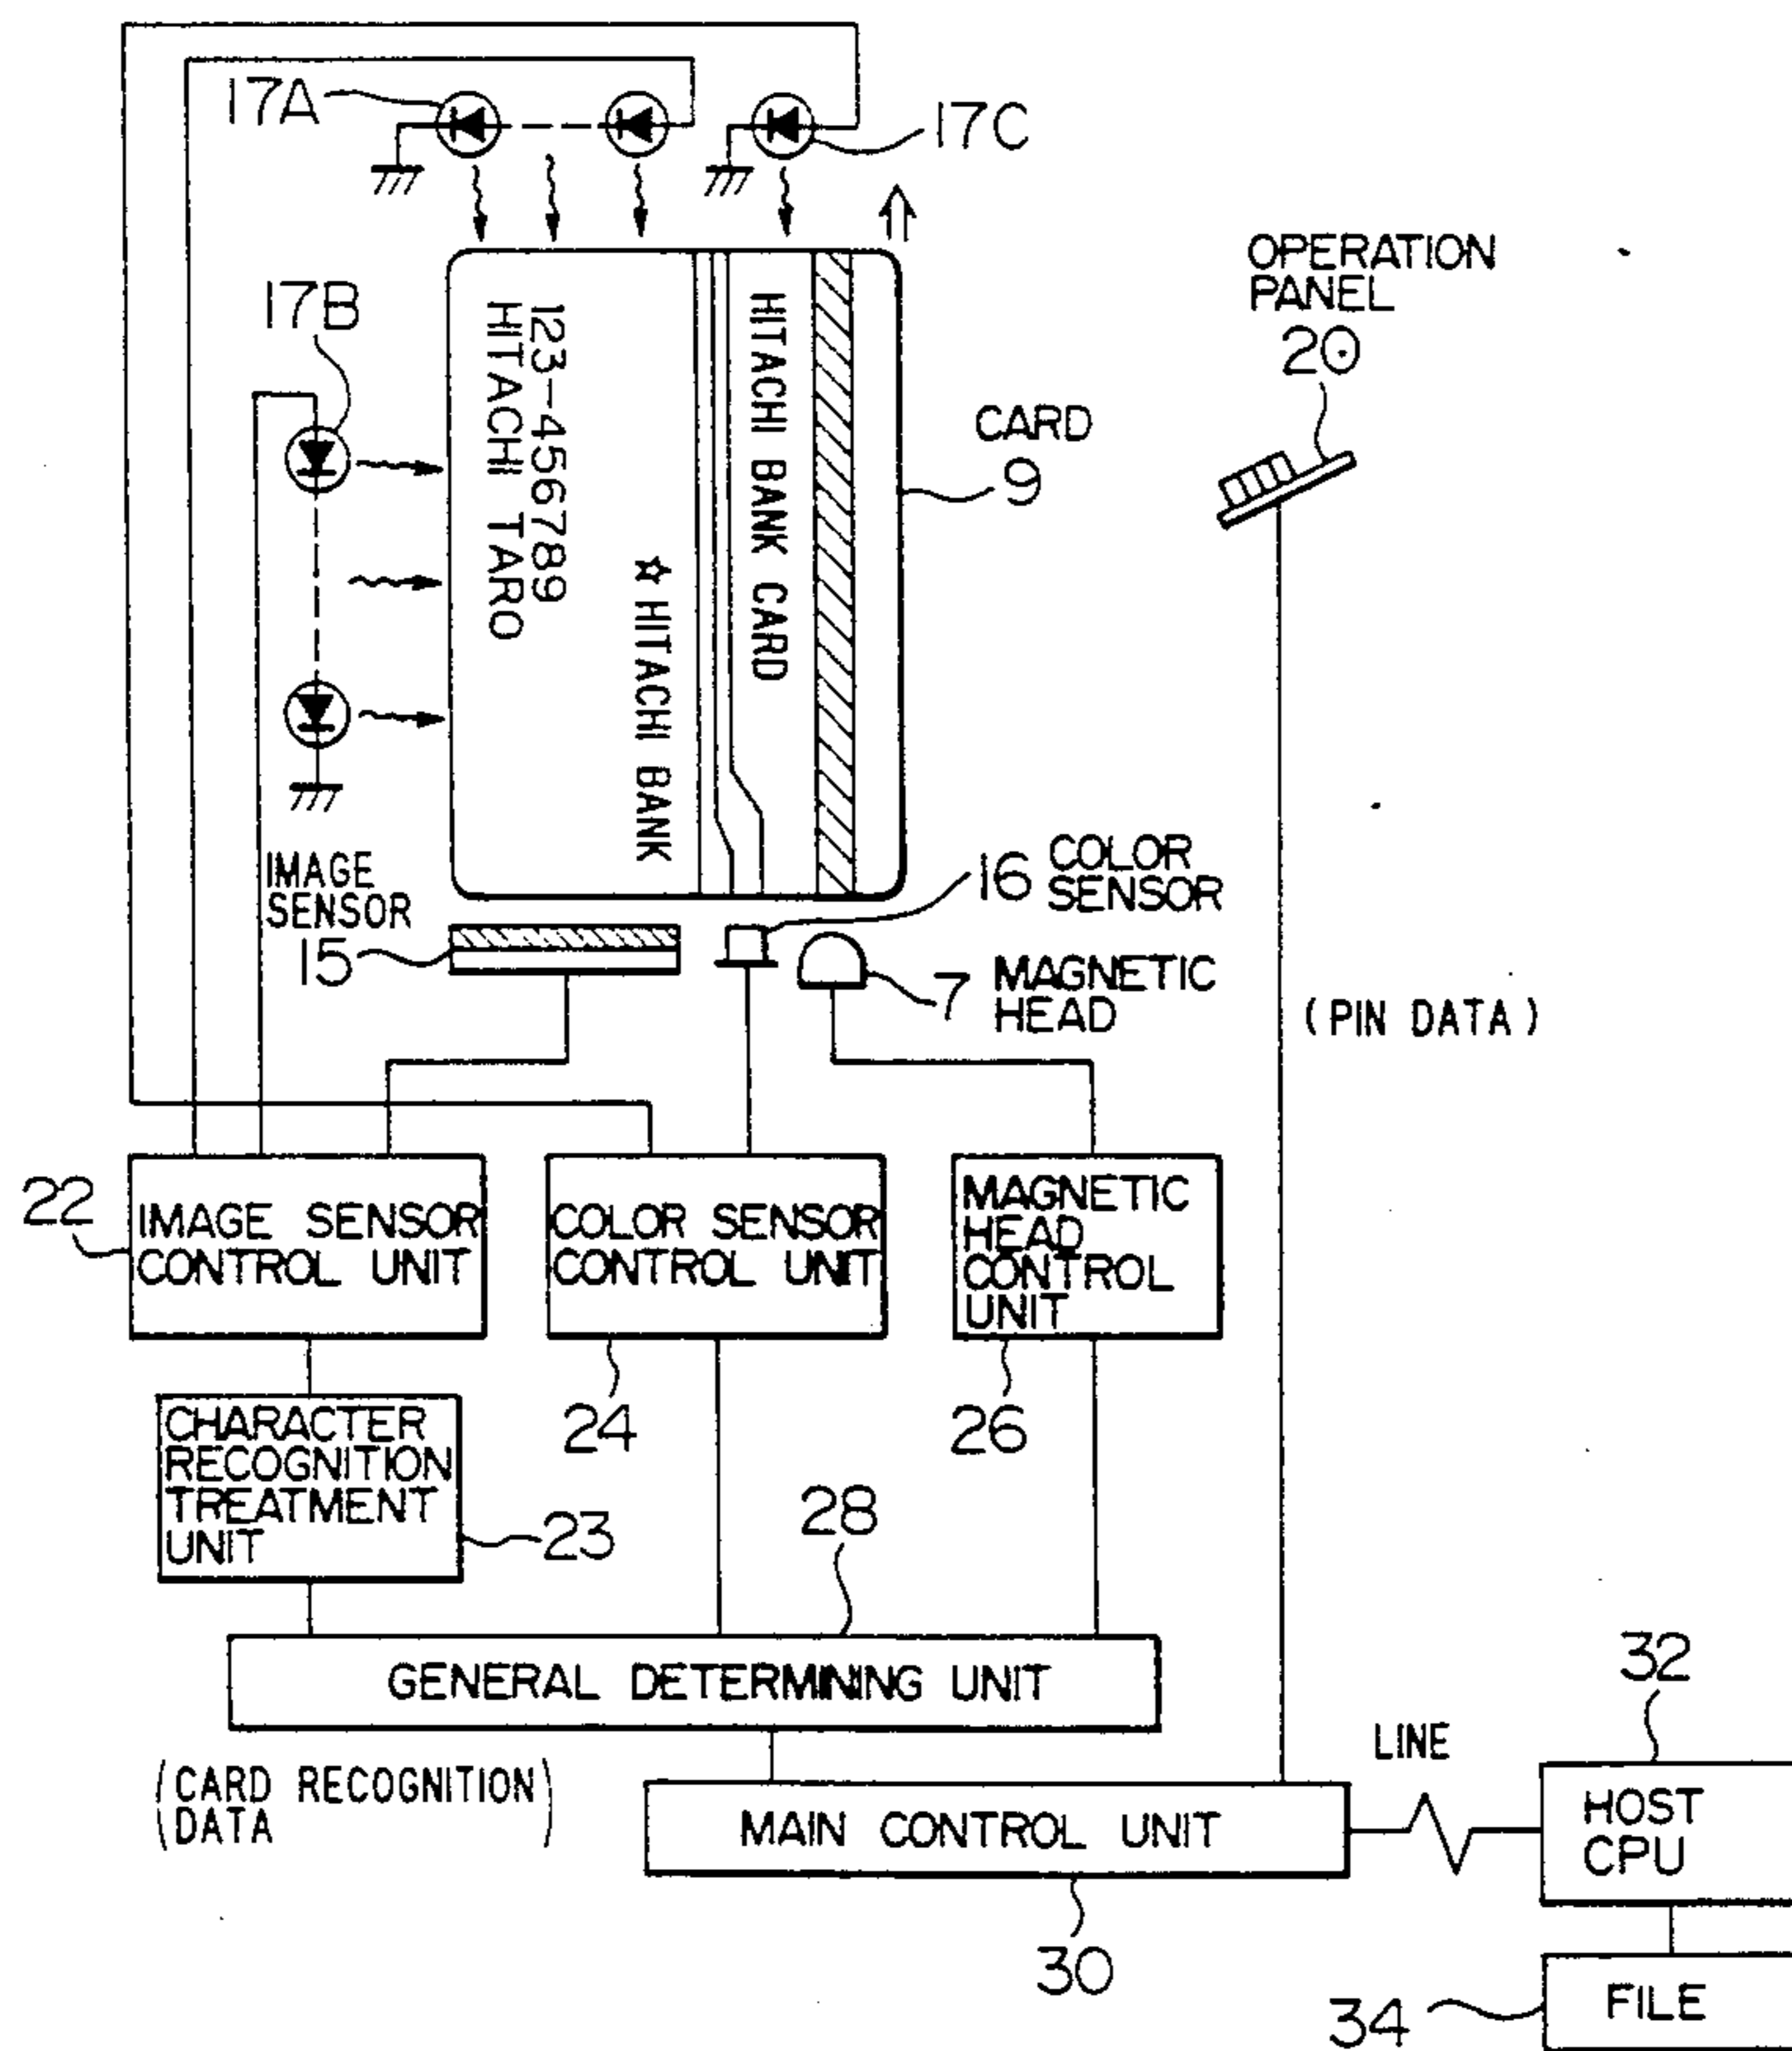 17A
17C
17B
OPERATION
PANEL
20
CARD
9
HITACHI BANK CARD
☆ HITACHI BANK
123-456789
HITACHI TARO
IMAGE
SENSOR
15
16 COLOR
SENSOR
7 MAGNETIC
HEAD
(PIN DATA)
22
IMAGE SENSOR
CONTROL UNIT
COLOR SENSOR
CONTROL UNIT
24
MAGNETIC
HEAD
CONTROL
UNIT
26
CHARACTER
RECOGNITION
TREATMENT
UNIT
23
28
GENERAL DETERMINING UNIT
(CARD RECOGNITION
DATA)
MAIN CONTROL UNIT
30
LINE
32
HOST
CPU
34
FILE